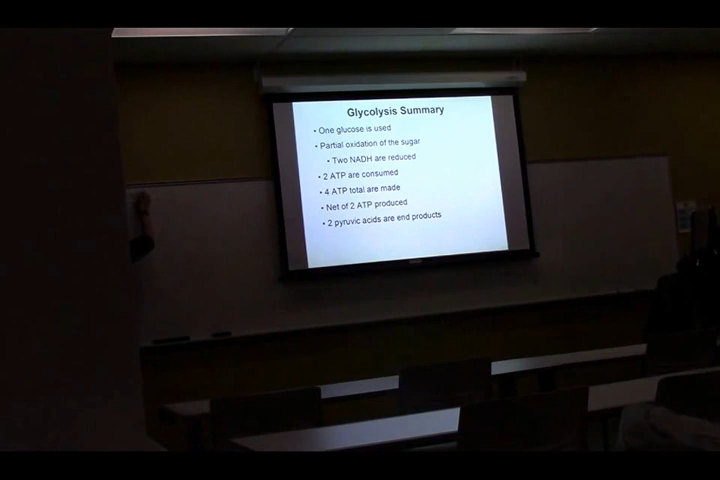 Glycolysis Summary
• One glucose is used
• Partial oxidation of the sugar
• Two NADH are reduced
• 2 ATP are consumed
• 4 ATP total are made
• Net of 2 ATP produced
• 2 pyruvic acids are end products